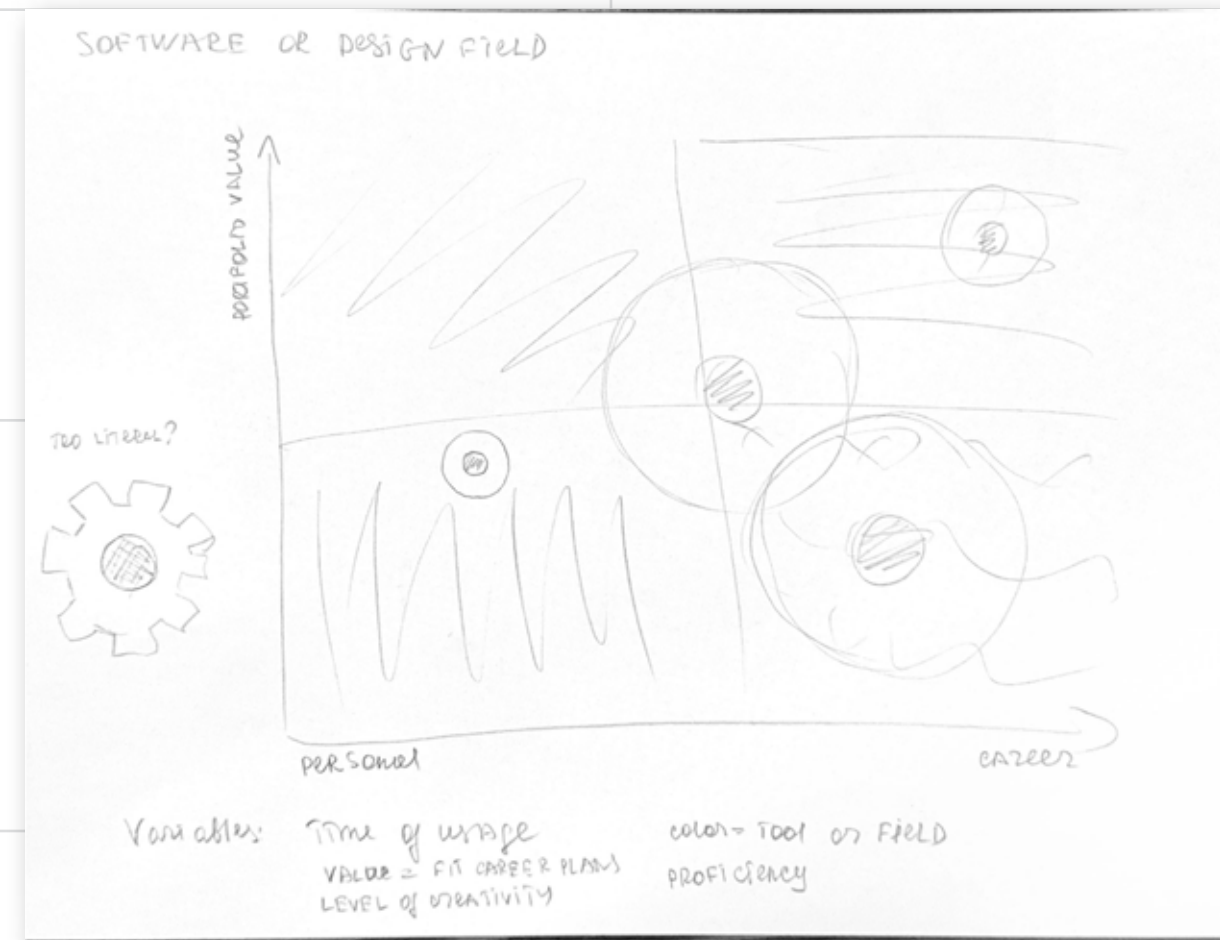 SOFTWARE OR DESIGN FIELD
PORTFOLIO VALUE
TOO LITERAL?
PERSONAL
CAREER
Variables: Time of usage
VALUE = FIT CAREER PLANS
LEVEL of CREATIVITY
COLOR = TOOL or FIELD
PROFICIENCY